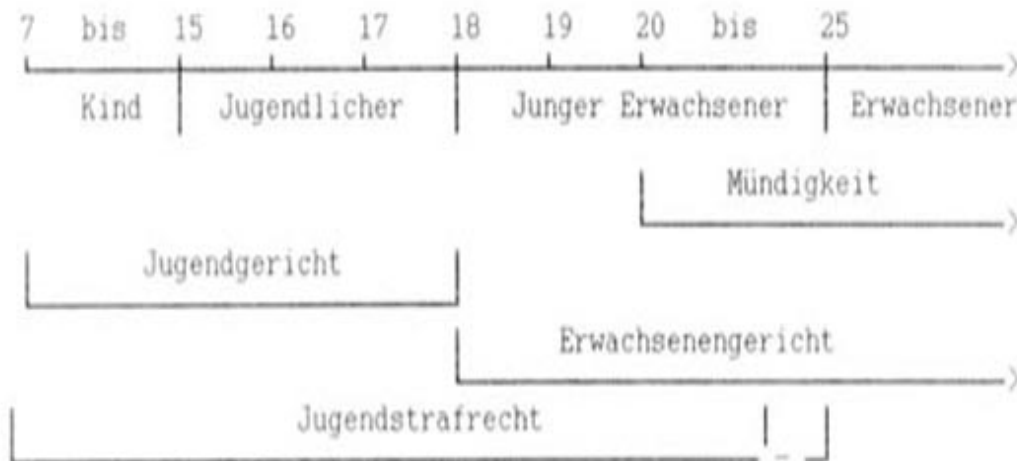 7 bis 15 16 17 18 19 20 bis 25
Kind Jugendlicher Junger Erwachsener Erwachsener
Mündigkeit
Jugendgericht
Erwachsenengericht
Jugendstrafrecht